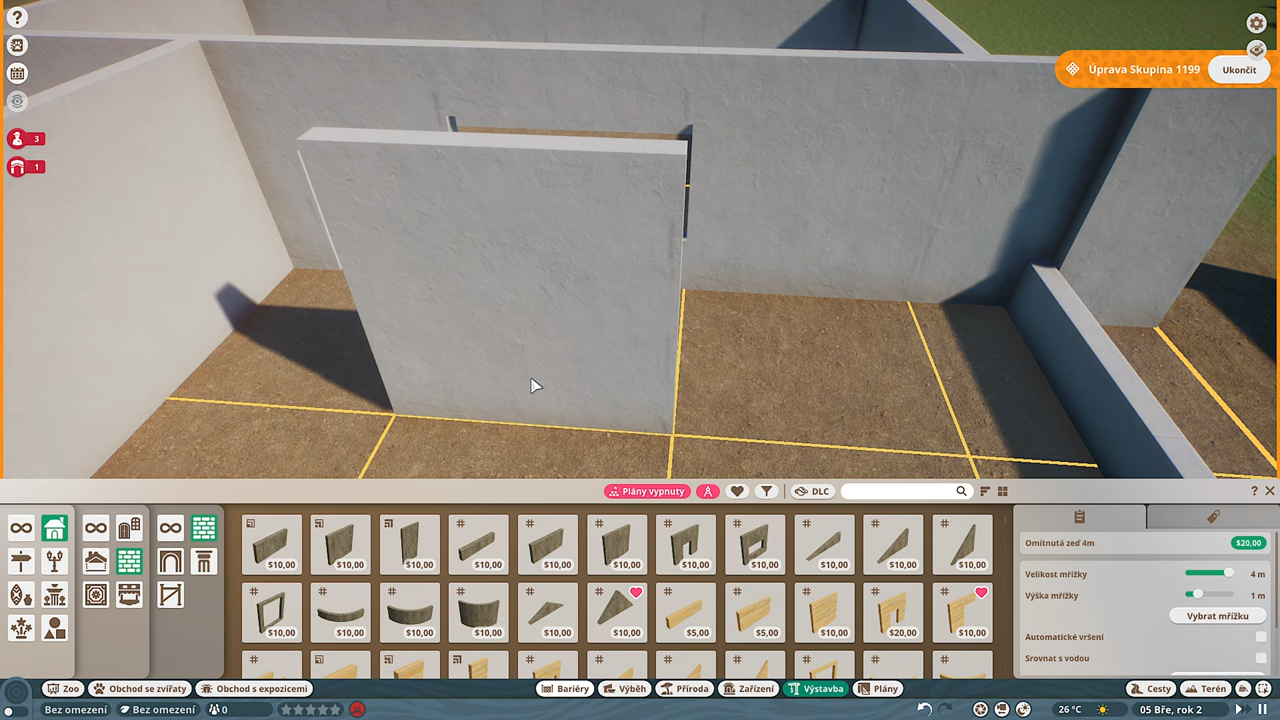 ?
Úprava Skupina 1199
Ukončit
3
1
Plány vypnuty
DLC
? ✕
$10,00 $10,00 $10,00 $10,00 $10,00 $10,00 $10,00 $10,00 $10,00 $10,00 $10,00
$10,00 $10,00 $10,00 $10,00 $10,00 $10,00 $5,00 $5,00 $10,00 $20,00 $10,00
Omítnutá zeď 4m $20,00
Velikost mřížky 4 m
Výška mřížky 1 m
Vybrat mřížku
Automatické vršení
Srovnat s vodou
Zoo Obchod se zvířaty Obchod s expozicemi Bariéry Výběh Příroda Zařízení Výstavba Plány Cesty Terén
Bez omezení Bez omezení 0 26 °C 05 Bře, rok 2